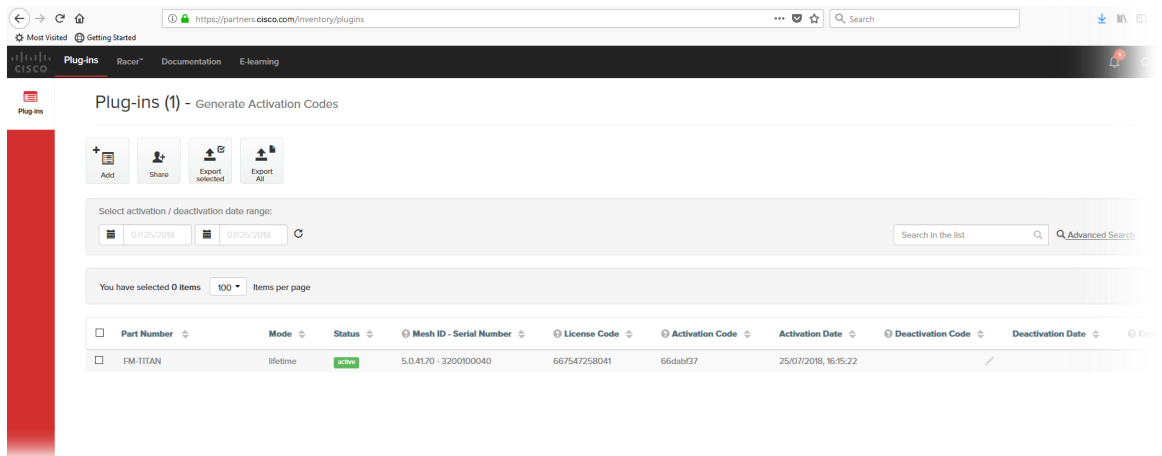 https://partners.cisco.com/inventory/plugins
Search
Most Visited Getting Started
CISCO Plug-ins Racer™ Documentation E-learning
1
Plug-ins
Plug-ins (1) - Generate Activation Codes
Add Share Export selected Export All
Select activation / deactivation date range:
07/25/2018 07/25/2018 Search in the list Advanced Search
You have selected 0 items 100 Items per page
Part Number Mode Status Mesh ID - Serial Number License Code Activation Code Activation Date Deactivation Code Deactivation Date
FM-TITAN lifetime active 5.0.41.70 - 3200100040 667547258041 66dabf37 25/07/2018, 16:15:22